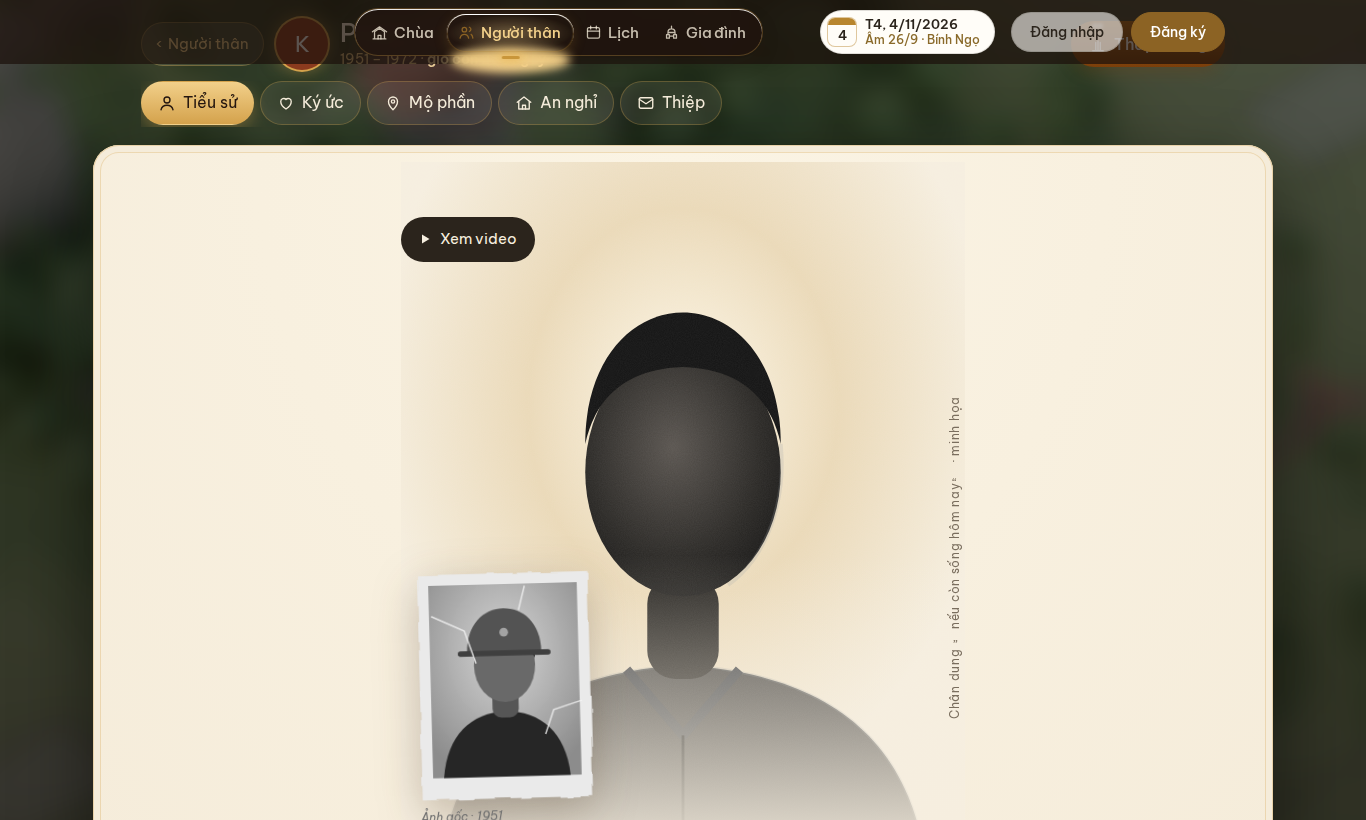 Chùa
Người thân
Lịch
Gia đình
T4, 4/11/2026
4
Âm 26/9 · Bính Ngọ
Đăng nhập
Đăng ký
‹ Người thân
K
1951 – 1972 ·
Tiểu sử
Ký ức
Mộ phần
An nghỉ
Thiệp
Xem video
Chân dung " nếu còn sống hôm nay" · minh họa
Ảnh gốc · 1951